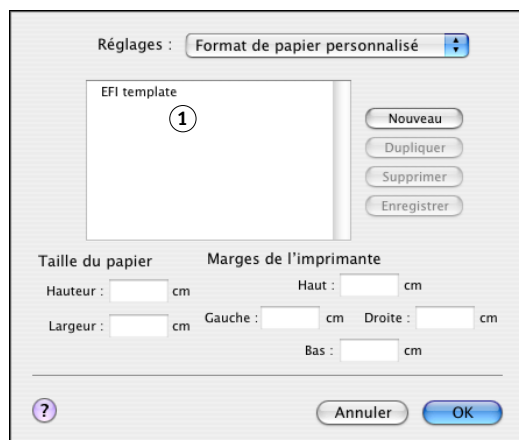 Réglages : Format de papier personnalisé
EFI template
1
Nouveau
Dupliquer
Supprimer
Enregistrer
Taille du papier
Marges de l'imprimante
Hauteur : cm
Haut : cm
Largeur : cm
Gauche : cm Droite : cm
Bas : cm
? Annuler OK